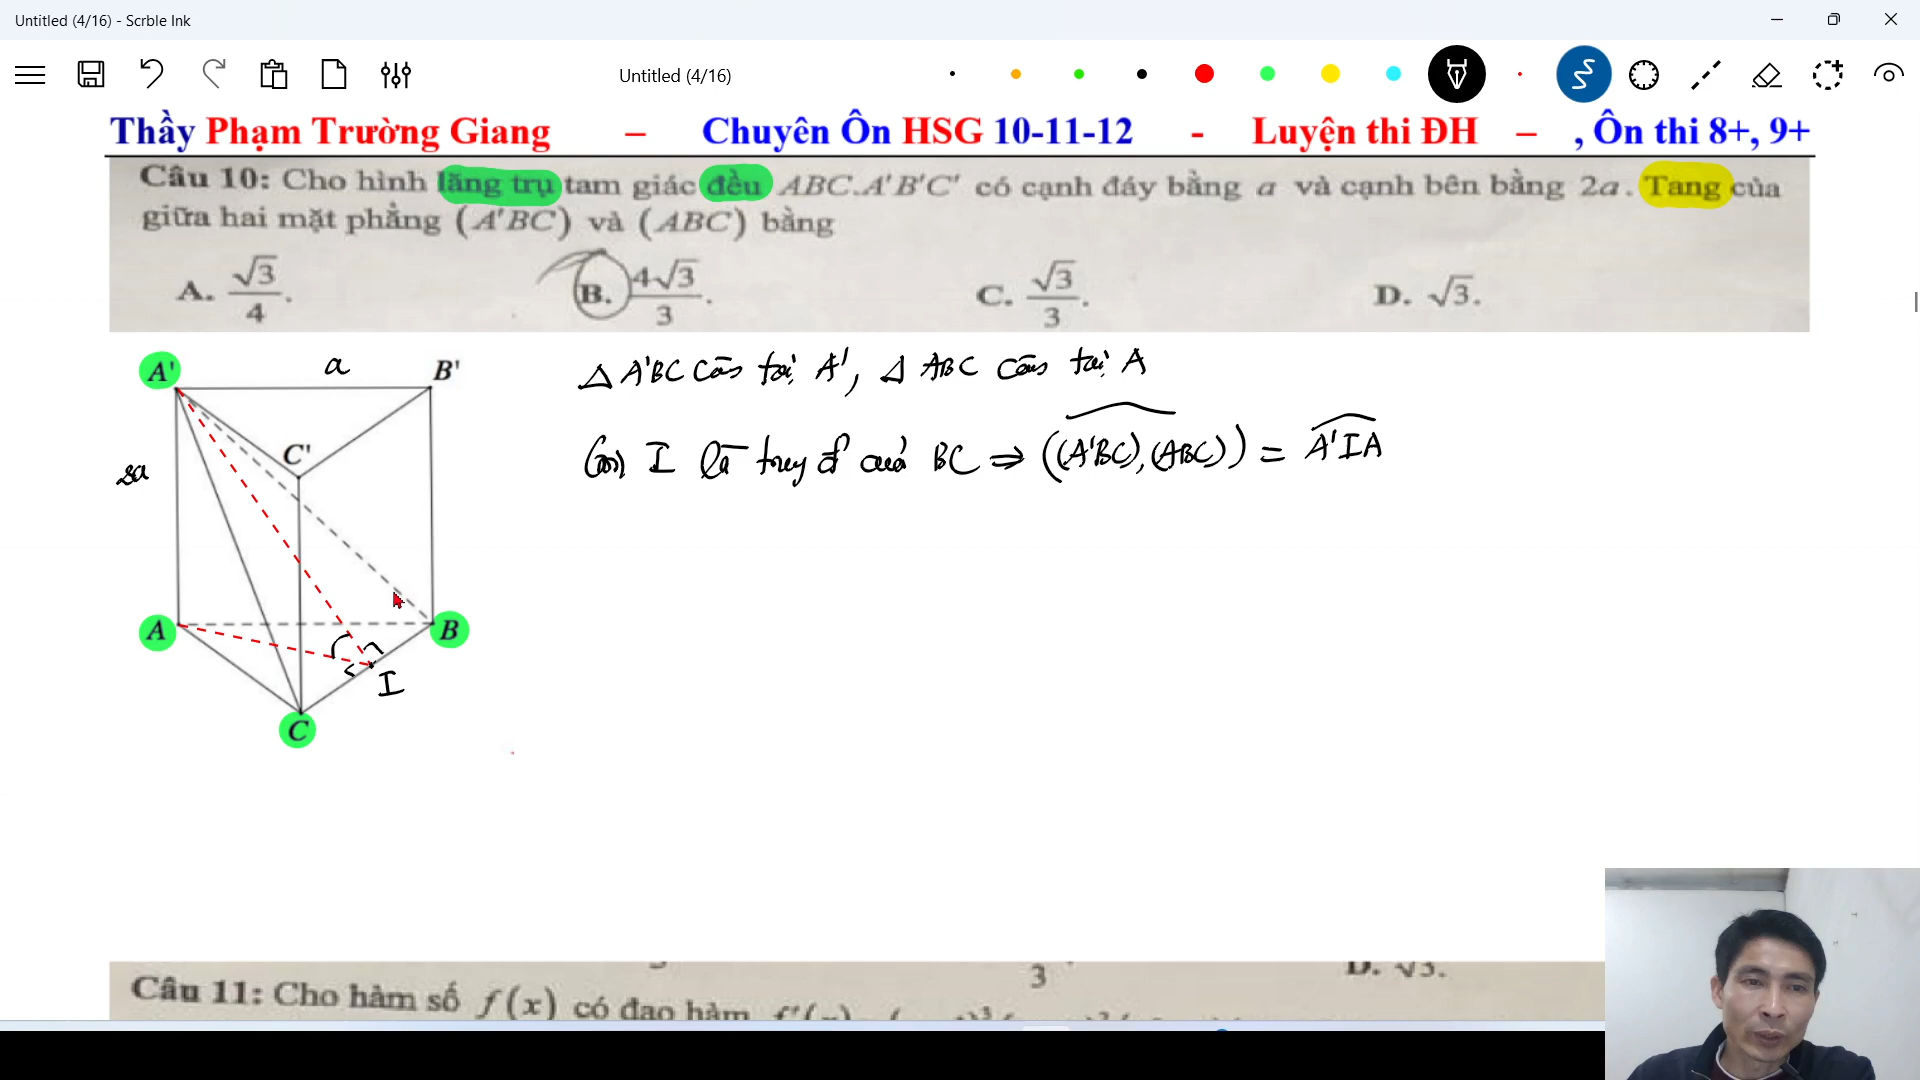 Untitled (4/16) - Scrble Ink
Untitled (4/16)
Thầy Phạm Trường Giang – Chuyên Ôn HSG 10-11-12 - Luyện thi ĐH – , Ôn thi 8+, 9+
Câu 10: Cho hình lăng trụ tam giác đều ABC.A'B'C' có cạnh đáy bằng a và cạnh bên bằng 2a. Tang của
giữa hai mặt phẳng (A'BC) và (ABC) bằng
A. √3/4. B. 4√3/3. C. √3/3. D. √3.
A' a B'
C'
2a
A B
I
C
Δ A'BC cân tại A', Δ ABC cân tại A
Gọi I là trung đ của BC ⇒ ((A'BC),(ABC)) = A'IA
3 D. √3.
Câu 11: Cho hàm số f(x) có đạo hàm